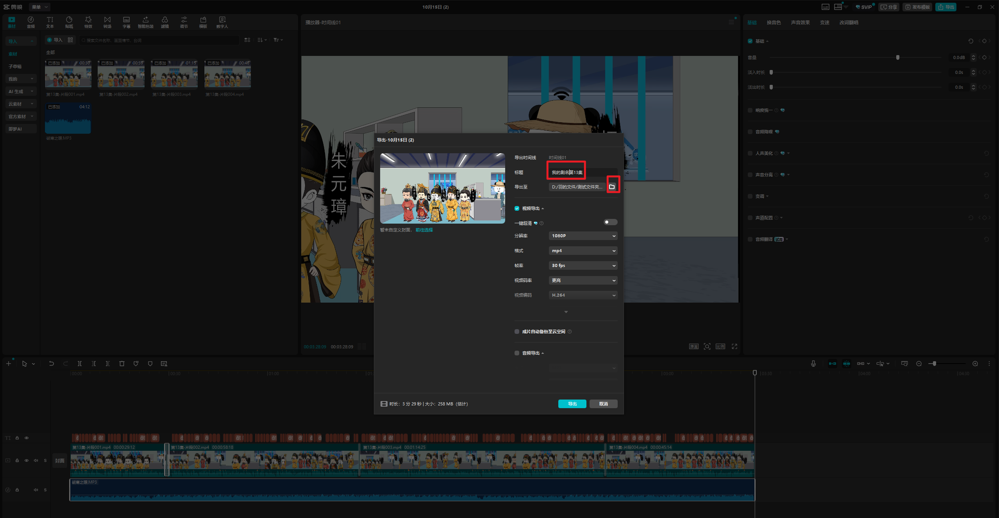 剪映
菜单
10月15日 (2)
SVIP
分享
发布模板
导出
素材
音频
文本
贴纸
特效
转场
字幕
智能包装
滤镜
调节
模板
数字人
导入
素材
子草稿
我的
AI 生成
云素材
官方素材
即梦AI
导入
搜索文件名称、画面情节、台词
全部
已添加 00:30
已添加 00:59
已添加 01:15
已添加 00:46
第13集-片段001.mp4
第13集-片段002.mp4
第13集-片段003.mp4
第13集-片段004.mp4
已添加 04:12
破寒之暖.MP3
播放器-时间线01
朱元璋
00:03:28:09 00:03:28:09
原画
比例
基础
换音色
声音效果
变速
改词翻唱
基础
音量 0.0dB
淡入时长 0.0s
淡出时长 0.0s
响度统一
音频降噪
人声美化
声音分离
变调
声道配置
音频翻译 试用
导出-10月15日 (2)
暂未自定义封面， 前往选择
导出时间线 时间线01
标题 我的剧名第13集
导出至 D:/羽的文件/测试文件夹...
视频导出
一键超清
分辨率 1080P
格式 mp4
帧率 30 fps
视频码率 更高
视频编码 H.264
成片自动备份至云空间
音频导出
时长：3 分 29 秒 | 大小：258 MB（估计）
导出
取消
00:00
00:30
01:00
03:00
03:30
04:00
04:30
TI
封面
S
第13集-片段001.mp4 00:00:29:12
第13集-片段002.mp4 00:00:58:18
第13集-片段003.mp4 00:01:14:25
第13集-片段004.mp4 00:00:45:14
S
破寒之暖.MP3